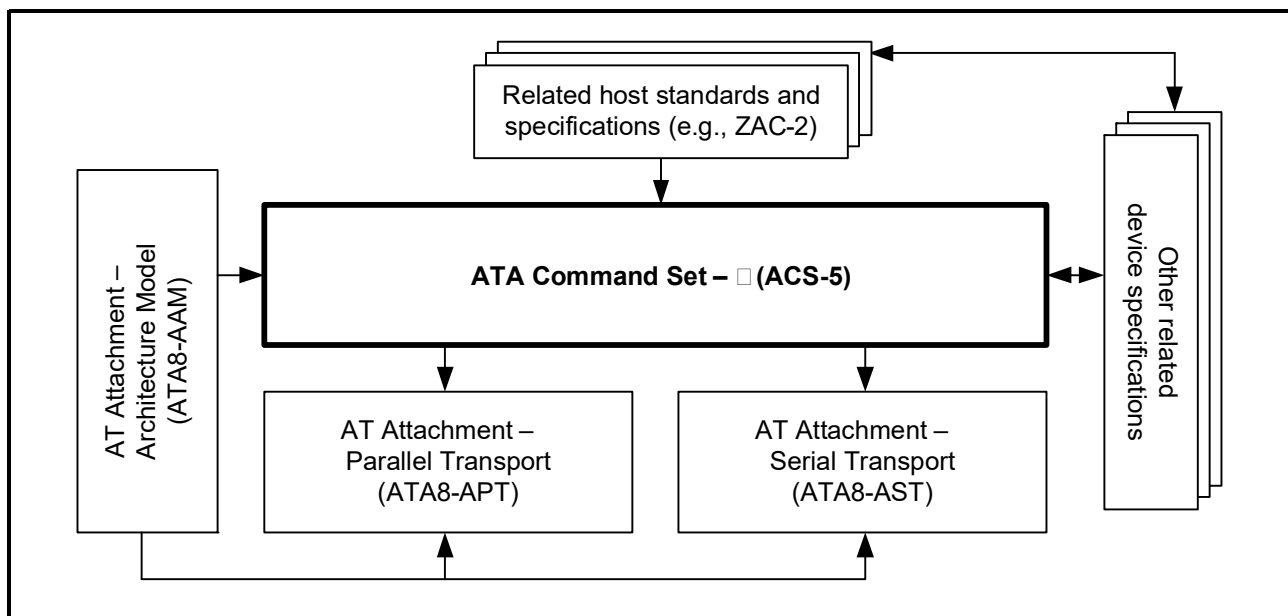 Related host standards and
specifications (e.g., ZAC-2)
AT Attachment –
Architecture Model
(ATA8-AAM)
ATA Command Set – □ (ACS-5)
Other related
device specifications
AT Attachment –
Parallel Transport
(ATA8-APT)
AT Attachment –
Serial Transport
(ATA8-AST)